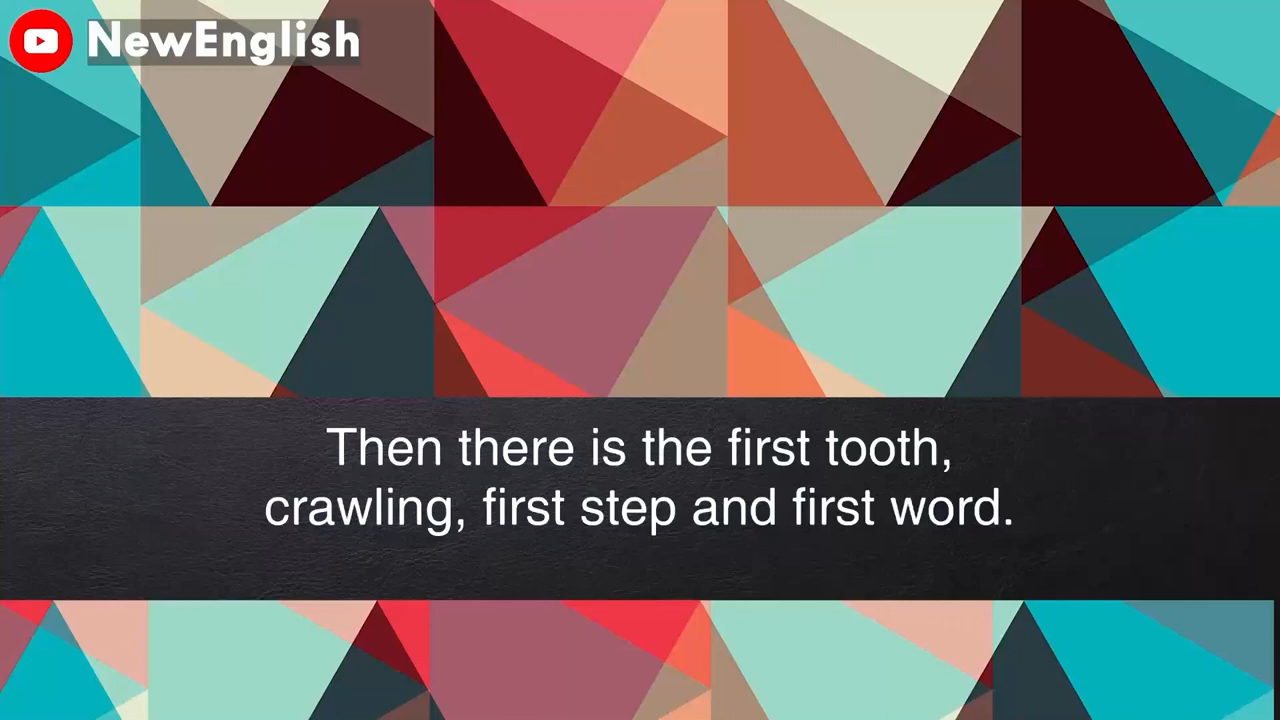 NewEnglish
Then there is the first tooth,
crawling, first step and first word.